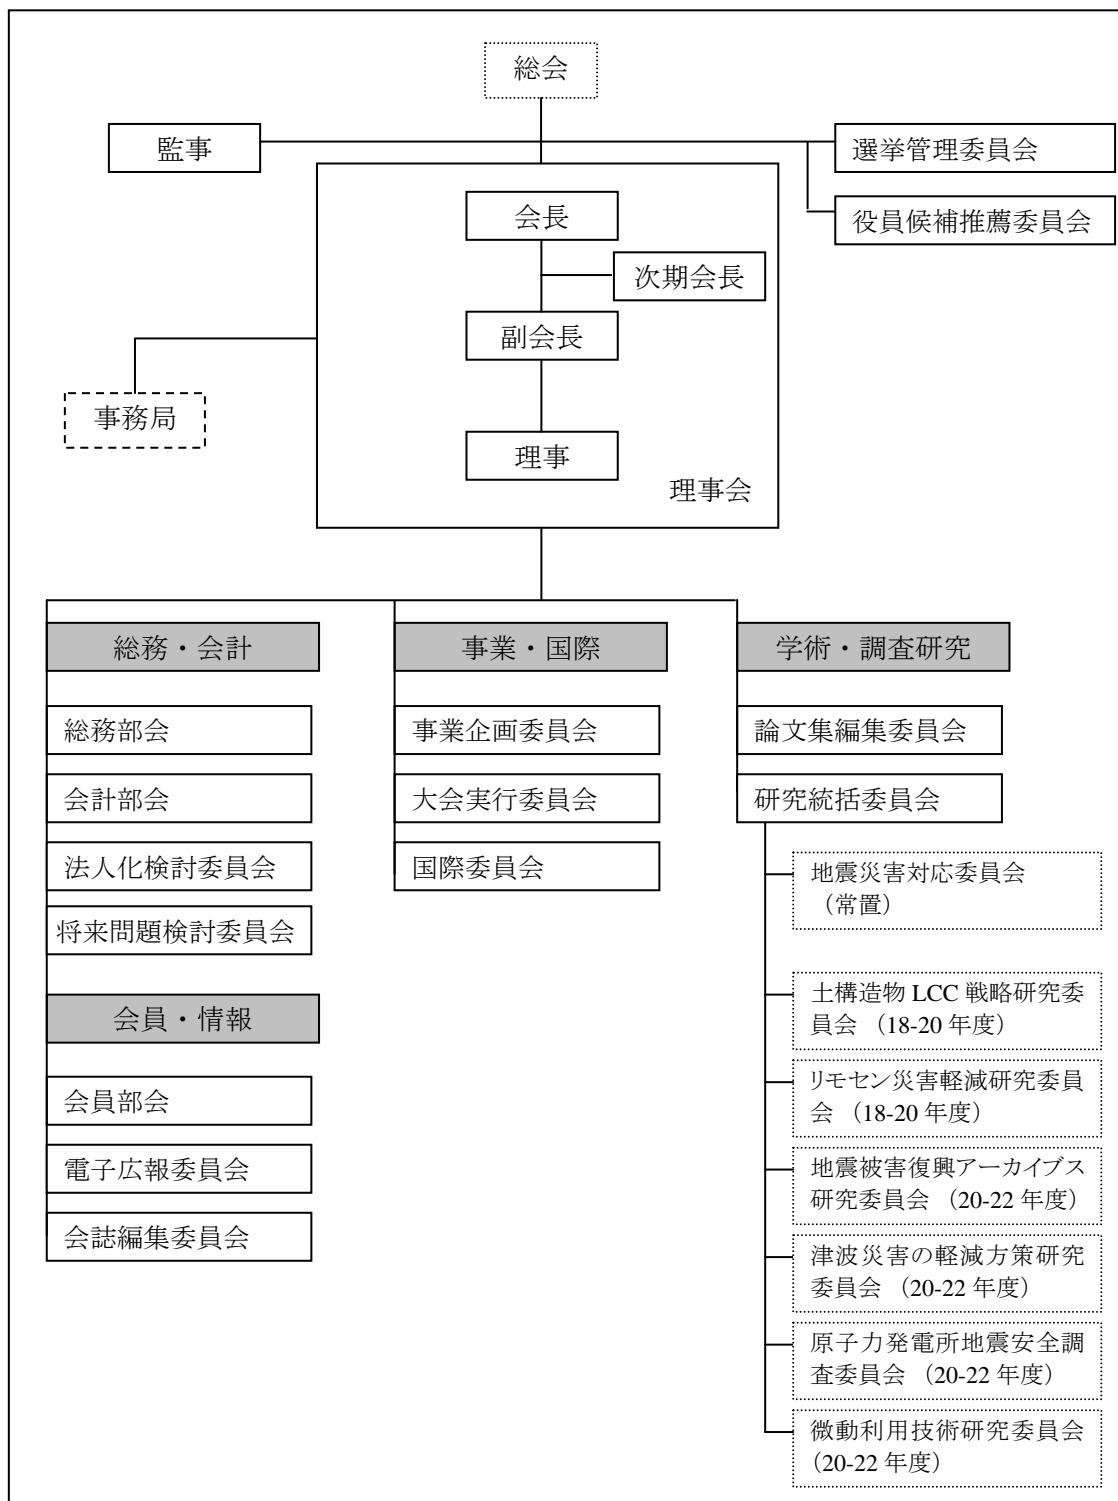 総会
監事
選挙管理委員会
役員候補推薦委員会
会長
次期会長
副会長
事務局
理事
理事会
総務・会計
総務部会
会計部会
法人化検討委員会
将来問題検討委員会
会員・情報
会員部会
電子広報委員会
会誌編集委員会
事業・国際
事業企画委員会
大会実行委員会
国際委員会
学術・調査研究
論文集編集委員会
研究統括委員会
地震災害対応委員会
（常置）
土構造物 LCC 戦略研究委
員会 （18-20 年度）
リモセン災害軽減研究委員
会 （18-20 年度）
地震被害復興アーカイブス
研究委員会 （20-22 年度）
津波災害の軽減方策研究
委員会 （20-22 年度）
原子力発電所地震安全調
査委員会 （20-22 年度）
微動利用技術研究委員会
（20-22 年度）